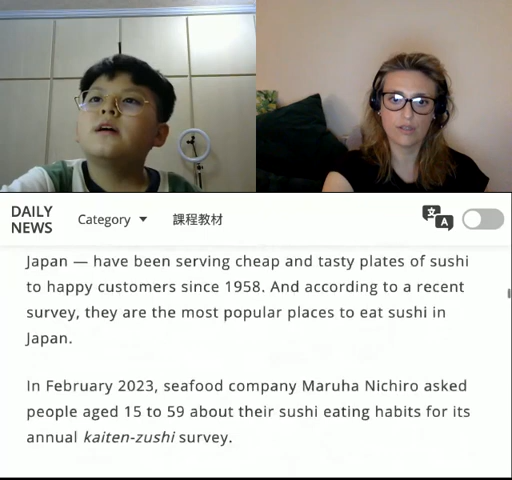 DAILY
NEWS
Category
課程教材
文
A
Japan — have been serving cheap and tasty plates of sushi
to happy customers since 1958. And according to a recent
survey, they are the most popular places to eat sushi in
Japan.
In February 2023, seafood company Maruha Nichiro asked
people aged 15 to 59 about their sushi eating habits for its
annual kaiten-zushi survey.